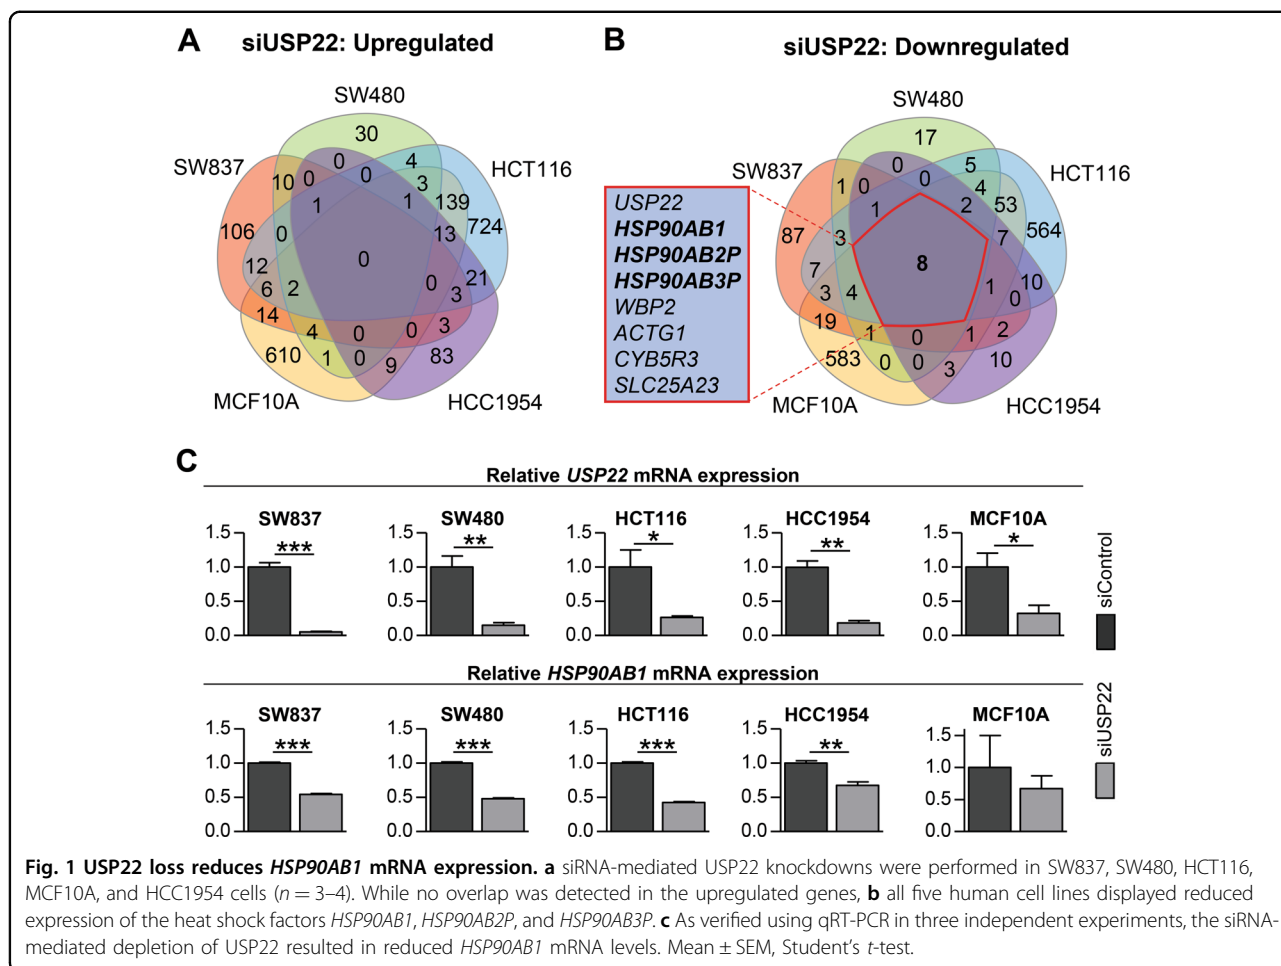 A
siUSP22: Upregulated
SW480
SW837
HCT116
MCF10A
HCC1954
30
0
4
10
0
0
3
1
1
139
724
106
0
13
12
0
0
21
6
2
3
14
4
0
0
3
610
1
0
9
83
B
siUSP22: Downregulated
SW480
SW837
HCT116
MCF10A
HCC1954
17
0
5
1
0
0
4
1
2
53
87
3
7
564
8
7
1
10
3
4
0
19
1
0
1
2
583
0
0
3
10
USP22
HSP90AB1
HSP90AB2P
HSP90AB3P
WBP2
ACTG1
CYB5R3
SLC25A23
C
Relative USP22 mRNA expression
SW837
SW480
HCT116
HCC1954
MCF10A
1.5
1.0
0.5
0.0
***
1.5
1.0
0.5
0.0
**
1.5
1.0
0.5
0.0
*
1.5
1.0
0.5
0.0
**
1.5
1.0
0.5
0.0
*
siControl
Relative HSP90AB1 mRNA expression
SW837
SW480
HCT116
HCC1954
MCF10A
1.5
1.0
0.5
0.0
***
1.5
1.0
0.5
0.0
***
1.5
1.0
0.5
0.0
***
1.5
1.0
0.5
0.0
**
1.5
1.0
0.5
0.0
siUSP22
Fig. 1 USP22 loss reduces HSP90AB1 mRNA expression. a siRNA-mediated USP22 knockdowns were performed in SW837, SW480, HCT116,
MCF10A, and HCC1954 cells (n = 3–4). While no overlap was detected in the upregulated genes, b all five human cell lines displayed reduced
expression of the heat shock factors HSP90AB1, HSP90AB2P, and HSP90AB3P. c As verified using qRT-PCR in three independent experiments, the siRNA-
mediated depletion of USP22 resulted in reduced HSP90AB1 mRNA levels. Mean ± SEM, Student's t-test.